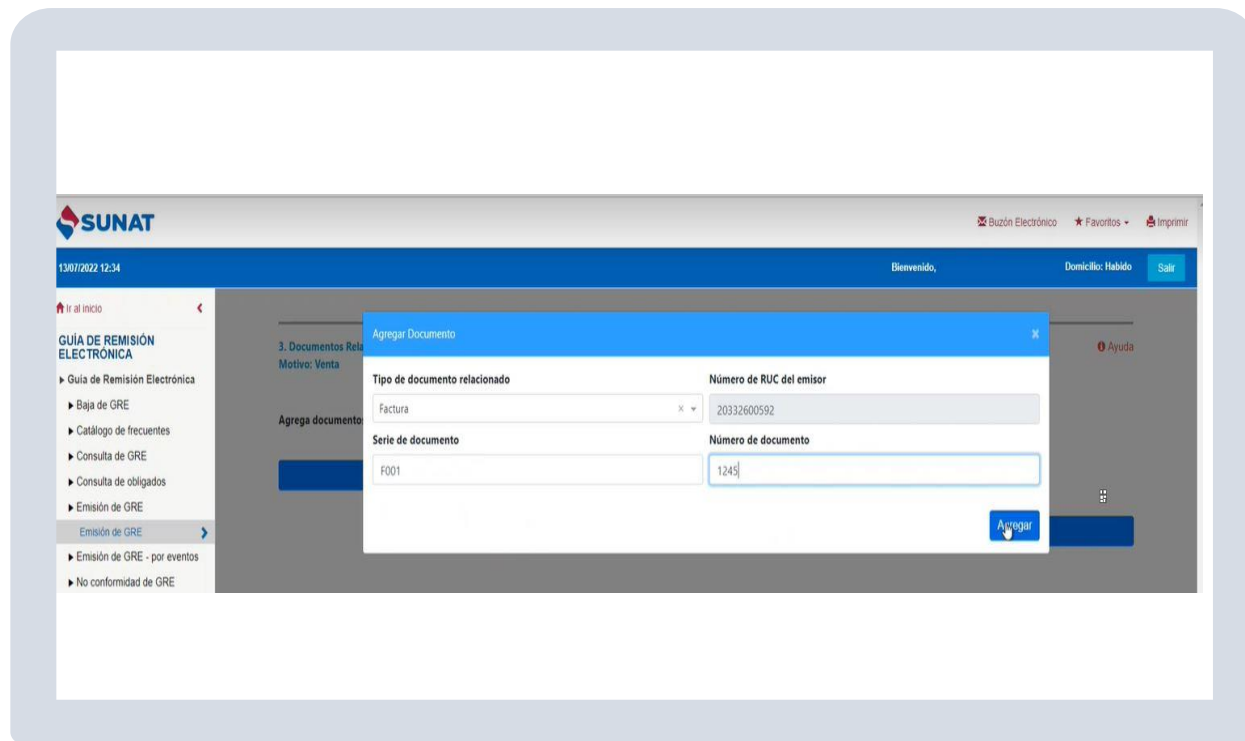 SUNAT
Buzón Electrónico Favoritos Imprimir
13/07/2022 12:34 Bienvenido, Domicilio: Habido Salir
Ir al inicio
GUÍA DE REMISIÓN
ELECTRÓNICA
Guía de Remisión Electrónica
Baja de GRE
Catálogo de frecuentes
Consulta de GRE
Consulta de obligados
Emisión de GRE
Emisión de GRE
Emisión de GRE - por eventos
No conformidad de GRE
3. Documentos Rela
Motivo: Venta
Ayuda
Agrega documento
Agregar Documento
Tipo de documento relacionado Número de RUC del emisor
Factura 20332600592
Serie de documento Número de documento
F001 1245
Agregar